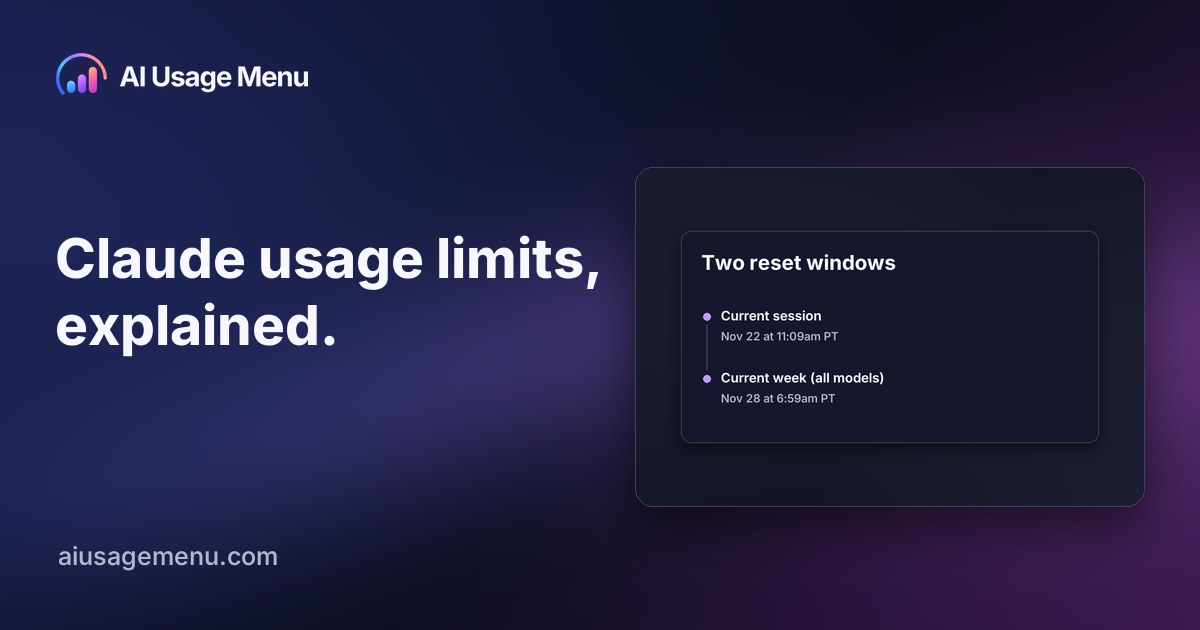 AI Usage Menu
Claude usage limits,
explained.
Two reset windows
Current session
Nov 22 at 11:09am PT
Current week (all models)
Nov 28 at 6:59am PT
aiusagemenu.com